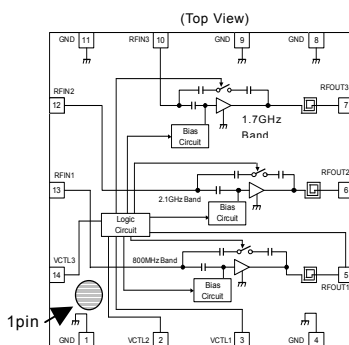 (Top View)
GND 11
RFIN3 10
GND 9
GND 8
RFIN2
12
RFOUT3
7
1.7GHz
Band
Bias
Circuit
RFIN1
13
RFOUT2
6
2.1GHz Band
Bias
Circuit
Logic
Circuit
VCTL3
14
800MHz Band
5
RFOUT1
Bias
Circuit
1pin
GND 1
VCTL2 2
VCTL1 3
GND 4